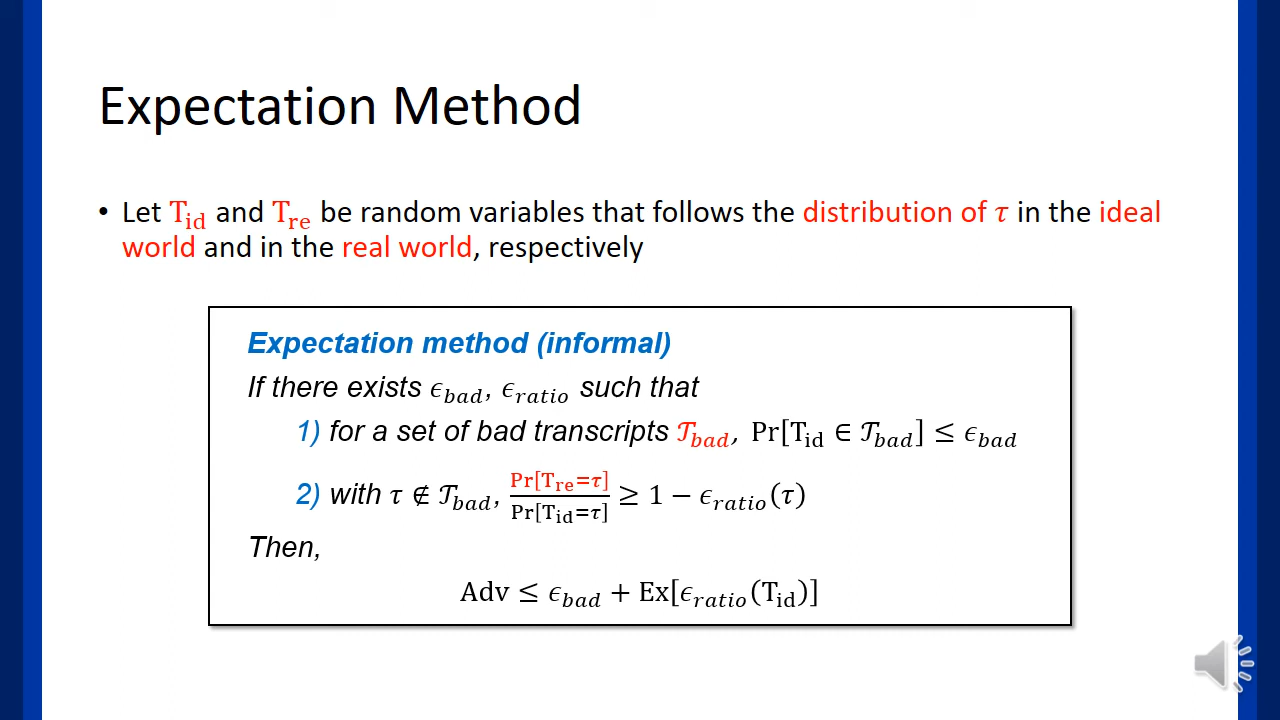 Expectation Method
• Let T_id and T_re be random variables that follows the distribution of τ in the ideal
world and in the real world, respectively
Expectation method (informal)
If there exists ϵ_bad, ϵ_ratio such that
1) for a set of bad transcripts 𝒯_bad, Pr[T_id ∈ 𝒯_bad] ≤ ϵ_bad
2) with τ ∉ 𝒯_bad, Pr[T_re=τ]/Pr[T_id=τ] ≥ 1 − ϵ_ratio(τ)
Then,
Adv ≤ ϵ_bad + Ex[ϵ_ratio(T_id)]